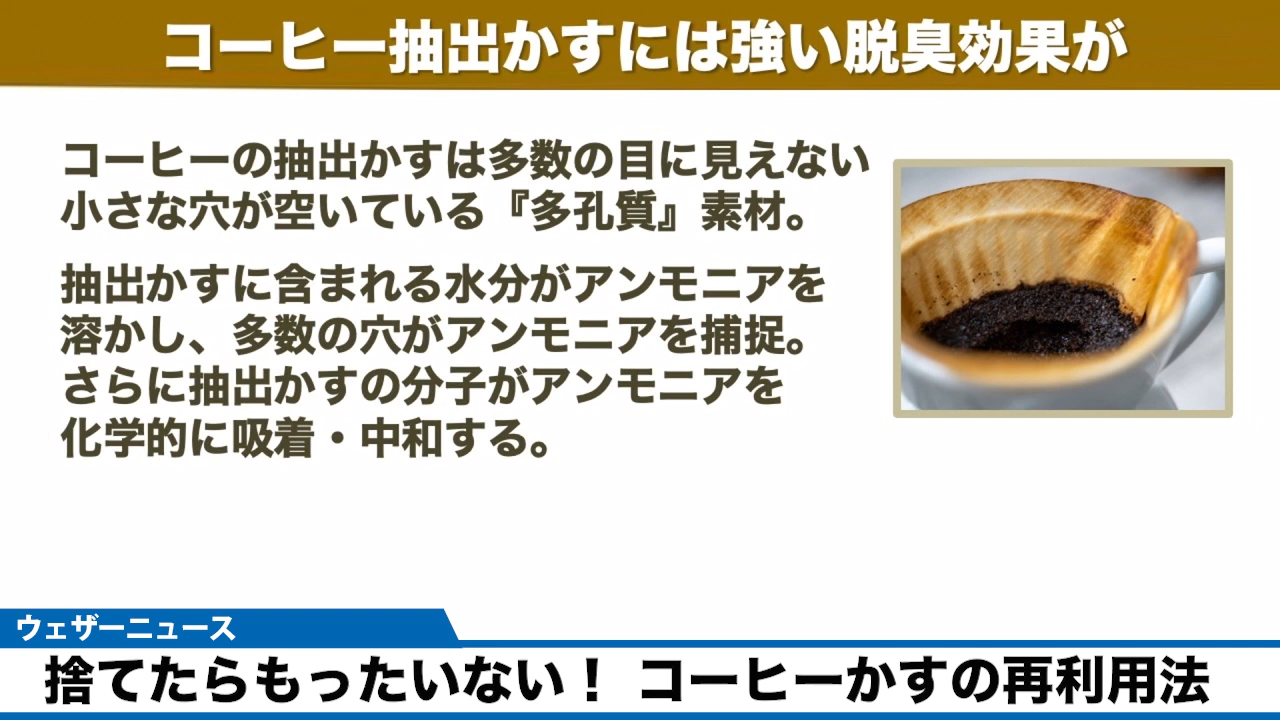 コーヒー抽出かすには強い脱臭効果が
コーヒーの抽出かすは多数の目に見えない
小さな穴が空いている『多孔質』素材。
抽出かすに含まれる水分がアンモニアを
溶かし、多数の穴がアンモニアを捕捉。
さらに抽出かすの分子がアンモニアを
化学的に吸着・中和する。
ウェザーニュース
捨てたらもったいない！ コーヒーかすの再利用法